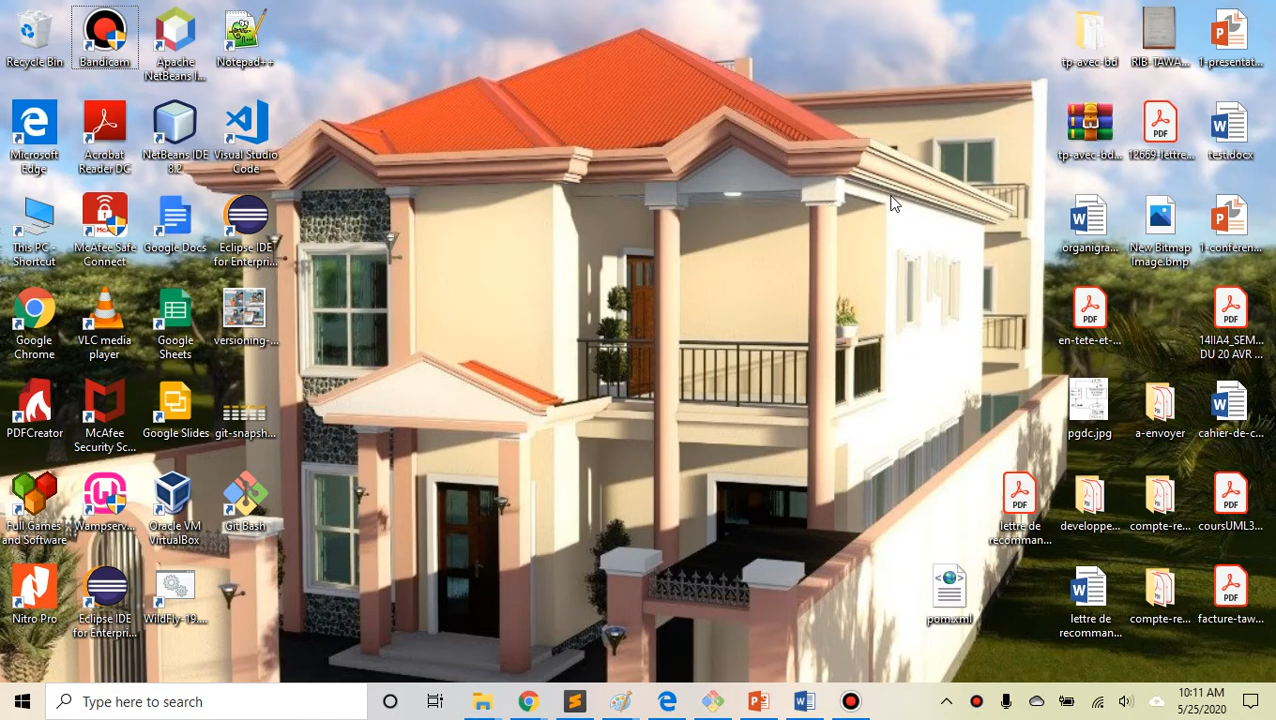 Recycle Bin
Bandicam
Apache
NetBeans I...
Notepad++
tp-avec-bd
RIB-TAWA...
1-presentat...
Microsoft
Edge
Acrobat
Reader DC
NetBeans IDE
8.2
Visual Studio
Code
tp-avec-bd...
PDF
12669-lettre...
test.docx
This PC -
Shortcut
McAfee Safe
Connect
Google Docs
Eclipse IDE
for Enterpri...
organigra...
New Bitmap
Image.bmp
1-conferen...
Google
Chrome
VLC media
player
Google
Sheets
versioning-...
PDF
en-tete-et-...
PDF
14IIA4_SEM...
DU 20 AVR ...
PDFCreator
McAfee
Security Sc...
Google Slides
git-snapsh...
pgdc.jpg
a-envoyer
cahier-de-c...
Full Games
and Software
Wampserv...
Oracle VM
VirtualBox
Git Bash
PDF
lettre de
recomman...
developpe...
compte-re...
PDF
coursUML3...
Nitro Pro
Eclipse IDE
for Enterpri...
WildFly-19....
pom.xml
lettre de
recomman...
compte-re...
PDF
facture-taw...
Type here to search
10:11 AM
5/25/2020